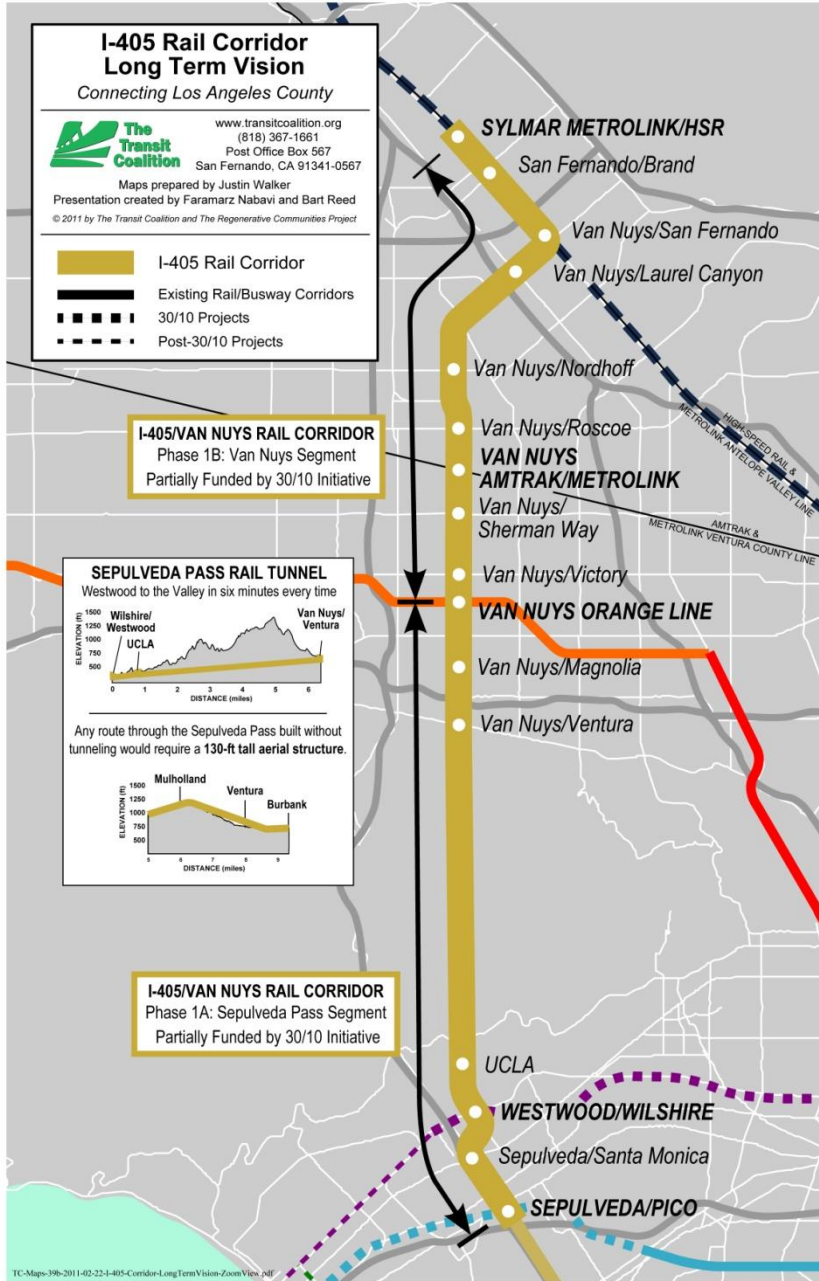 I-405 Rail Corridor
Long Term Vision
Connecting Los Angeles County
The
Transit
Coalition
www.transitcoalition.org
(818) 367-1661
Post Office Box 567
San Fernando, CA 91341-0567
Maps prepared by Justin Walker
Presentation created by Faramarz Nabavi and Bart Reed
© 2011 by The Transit Coalition and The Regenerative Communities Project
I-405 Rail Corridor
Existing Rail/Busway Corridors
30/10 Projects
Post-30/10 Projects
SYLMAR METROLINK/HSR
San Fernando/Brand
Van Nuys/San Fernando
Van Nuys/Laurel Canyon
Van Nuys/Nordhoff
I-405/VAN NUYS RAIL CORRIDOR
Phase 1B: Van Nuys Segment
Partially Funded by 30/10 Initiative
Van Nuys/Roscoe
VAN NUYS
AMTRAK/METROLINK
Van Nuys/
Sherman Way
HIGH-SPEED RAIL &
METROLINK ANTELOPE VALLEY LINE
AMTRAK &
METROLINK VENTURA COUNTY LINE
Van Nuys/Victory
VAN NUYS ORANGE LINE
Van Nuys/Magnolia
Van Nuys/Ventura
SEPULVEDA PASS RAIL TUNNEL
Westwood to the Valley in six minutes every time
ELEVATION (ft)
1500
1250
1000
750
500
Wilshire/
Westwood
UCLA
Van Nuys/
Ventura
0 1 2 3 4 5 6
DISTANCE (miles)
Any route through the Sepulveda Pass built without
tunneling would require a 130-ft tall aerial structure.
ELEVATION (ft)
1500
1250
1000
750
500
Mulholland
Ventura
Burbank
5 6 7 8 9
DISTANCE (miles)
I-405/VAN NUYS RAIL CORRIDOR
Phase 1A: Sepulveda Pass Segment
Partially Funded by 30/10 Initiative
UCLA
WESTWOOD/WILSHIRE
Sepulveda/Santa Monica
SEPULVEDA/PICO
TC-Maps-39b-2011-02-22-I-405-Corridor-LongTermVision-ZoomView.pdf